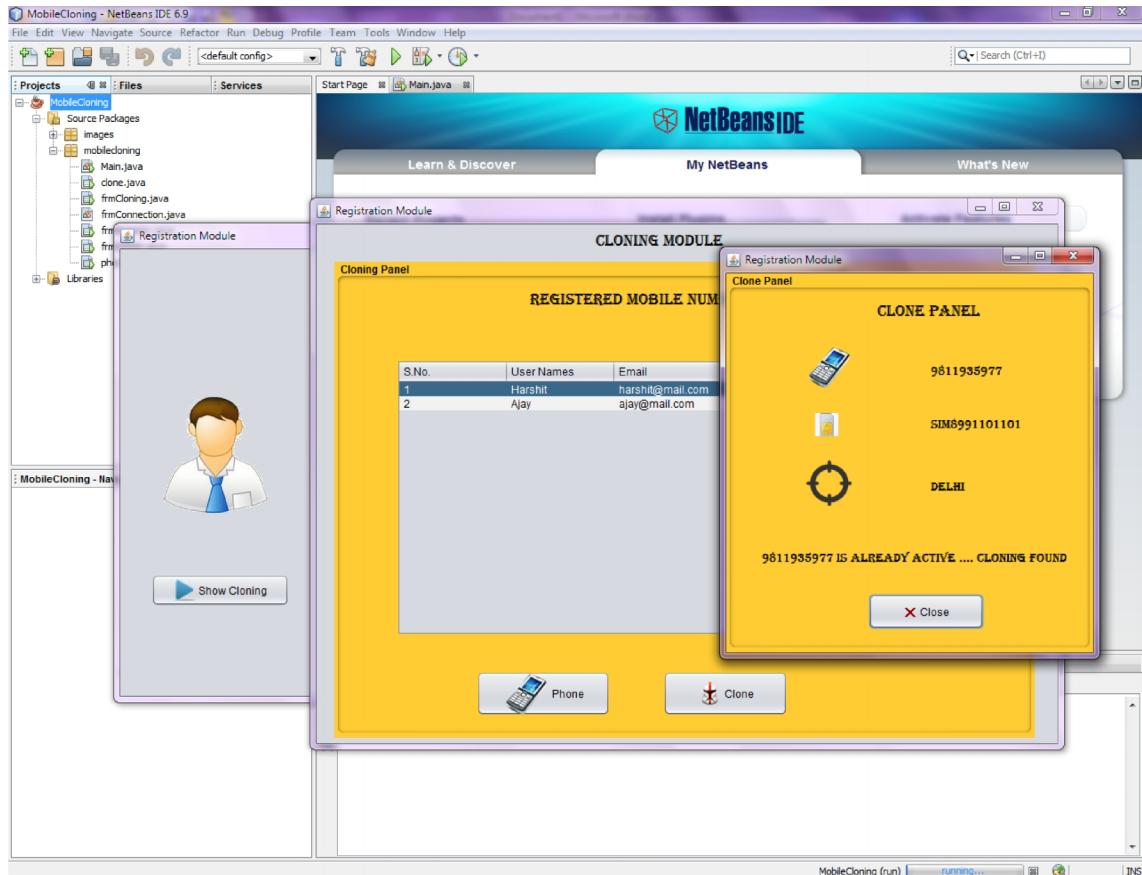 MobileCloning - NetBeans IDE 6.9
File Edit View Navigate Source Refactor Run Debug Profile Team Tools Window Help
<default config>
Search (Ctrl+I)
Projects Files Services
Start Page Main.java
MobileCloning
Source Packages
images
mobilecloning
Main.java
clone.java
frmCloning.java
frmConnection.java
Libraries
MobileCloning - Nav
NetBeans IDE
Learn & Discover My NetBeans What's New
Registration Module
Show Cloning
Registration Module
CLONING MODULE
Cloning Panel
REGISTERED MOBILE NUM
S.No. User Names Email
1 Harshit harshit@mail.com
2 Ajay ajay@mail.com
Phone Clone
Registration Module
Clone Panel
CLONE PANEL
9811935977
SIM8991101101
DELHI
9811935977 IS ALREADY ACTIVE .... CLONING FOUND
Close
MobileCloning (run) running... INS